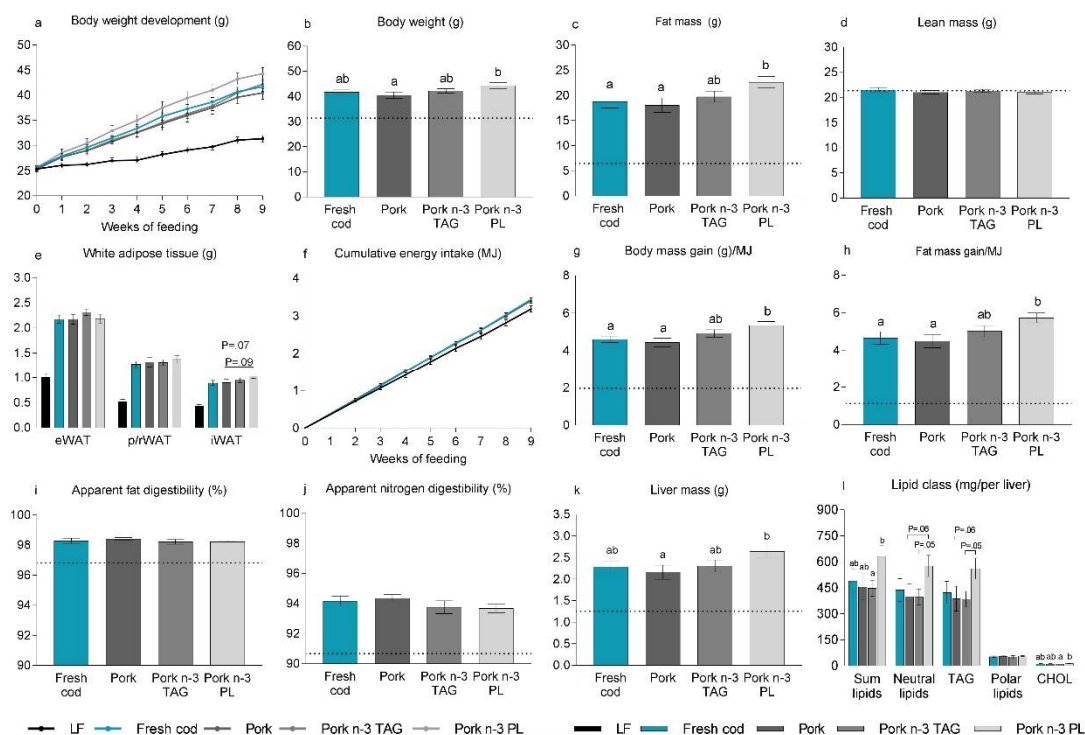 a Body weight development (g)
50
45
40
35
30
25
20
0 1 2 3 4 5 6 7 8 9
Weeks of feeding
b Body weight (g)
60
50
40
30
20
10
0
ab a ab b
Fresh cod Pork Pork n-3 TAG Pork n-3 PL
c Fat mass (g)
30
25
20
15
10
5
0
a a ab b
Fresh cod Pork Pork n-3 TAG Pork n-3 PL
d Lean mass (g)
30
25
20
15
10
5
0
Fresh cod Pork Pork n-3 TAG Pork n-3 PL
e White adipose tissue (g)
2.5
2.0
1.5
1.0
0.5
0.0
P=.07
P=.09
eWAT p/rWAT iWAT
f Cumulative energy intake (MJ)
4
3
2
1
0
0 1 2 3 4 5 6 7 8 9
Weeks of feeding
g Body mass gain (g)/MJ
8
6
4
2
0
a a ab b
Fresh cod Pork Pork n-3 TAG Pork n-3 PL
h Fat mass gain/MJ
8
6
4
2
0
a a ab b
Fresh cod Pork Pork n-3 TAG Pork n-3 PL
i Apparent fat digestibility (%)
100
98
96
94
92
90
Fresh cod Pork Pork n-3 TAG Pork n-3 PL
j Apparent nitrogen digestibility (%)
100
98
96
94
92
90
Fresh cod Pork Pork n-3 TAG Pork n-3 PL
k Liver mass (g)
3.5
3.0
2.5
2.0
1.5
1.0
0.5
0.0
ab a ab b
Fresh cod Pork Pork n-3 TAG Pork n-3 PL
l Lipid class (mg/per liver)
900
750
600
450
300
150
0
ab ab a b
P=.06
P=.05
P=.06
P=.05
ab ab a b
Sum lipids Neutral lipids TAG Polar lipids CHOL
LF Fresh cod Pork Pork n-3 TAG Pork n-3 PL
LF Fresh cod Pork Pork n-3 TAG Pork n-3 PL